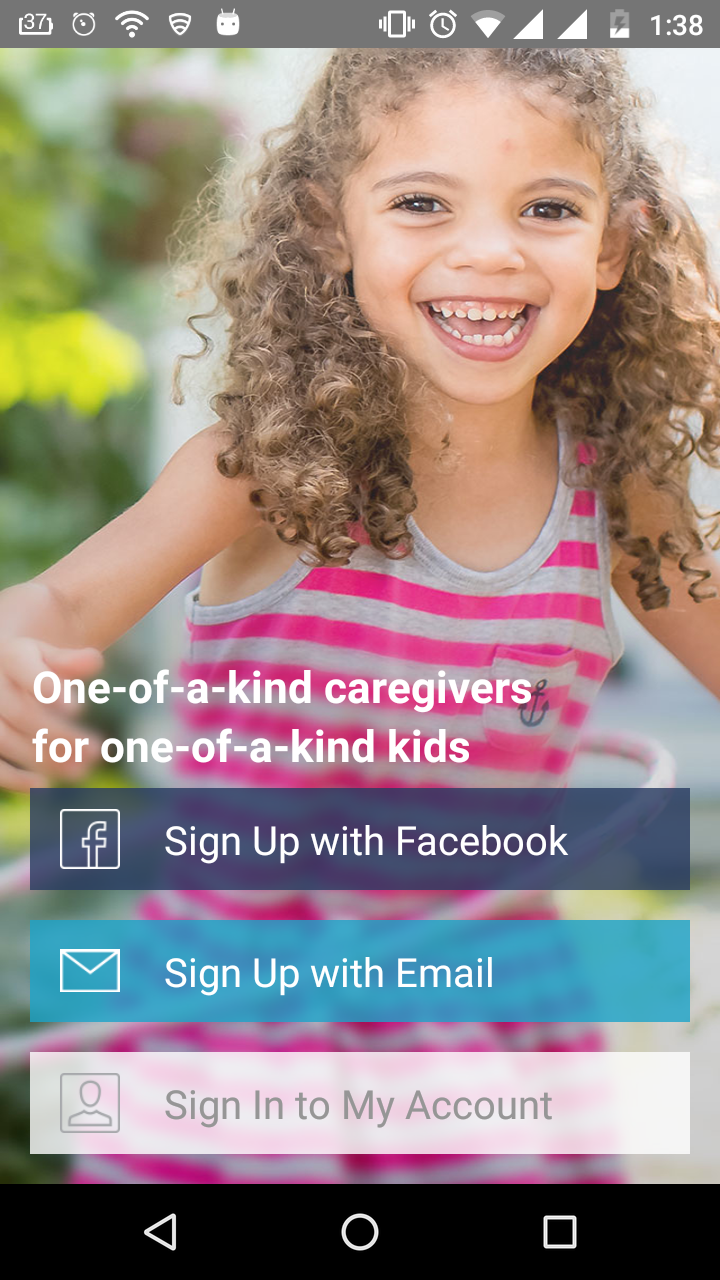 37
1:38
One-of-a-kind caregivers
for one-of-a-kind kids
Sign Up with Facebook
Sign Up with Email
Sign In to My Account